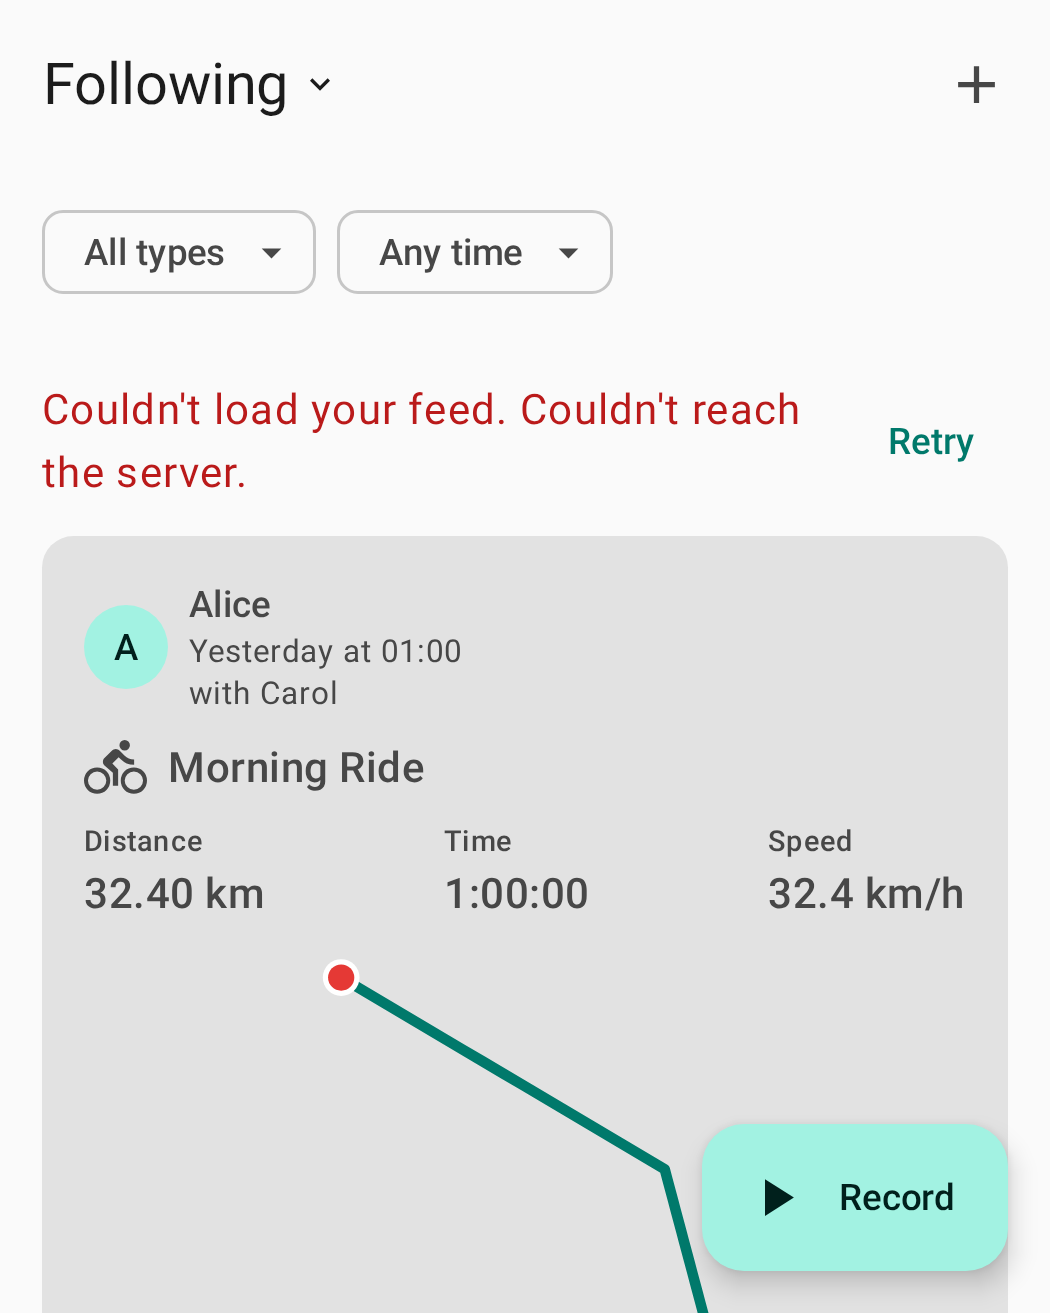 Following
All types
Any time
Couldn't load your feed. Couldn't reach
the server.
Retry
A
Alice
Yesterday at 01:00
with Carol
Morning Ride
Distance
Time
Speed
32.40 km
1:00:00
32.4 km/h
Record